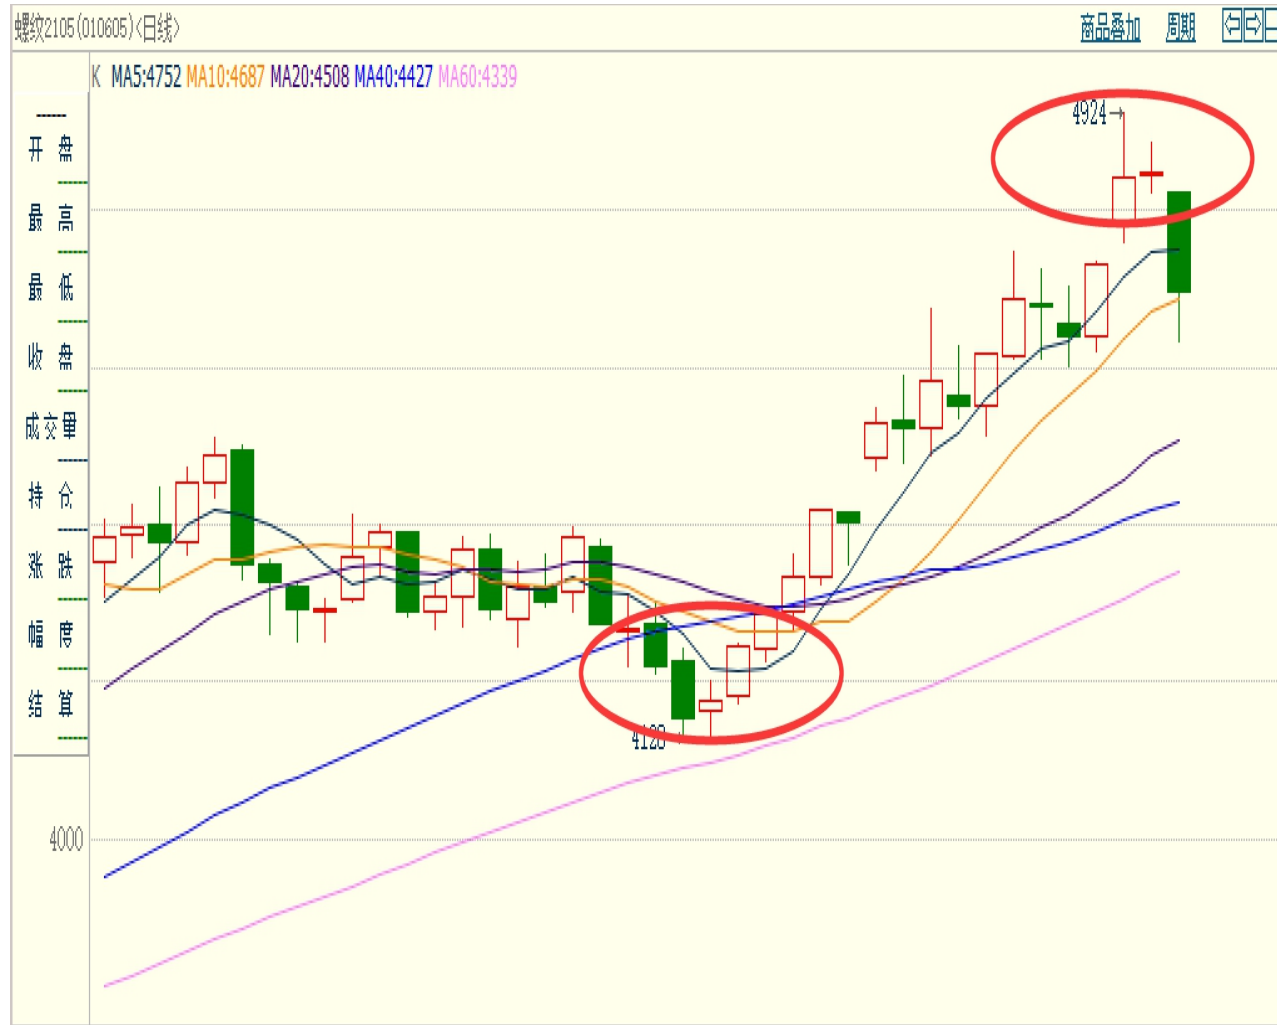 螺纹2105(010605)<日线>
商品叠加 周期
K MA5:4752 MA10:4687 MA20:4508 MA40:4427 MA60:4339
4924→
开 盘
最 高
最 低
收 盘
成交量
持 仓
涨 跌
幅 度
结 算
4000